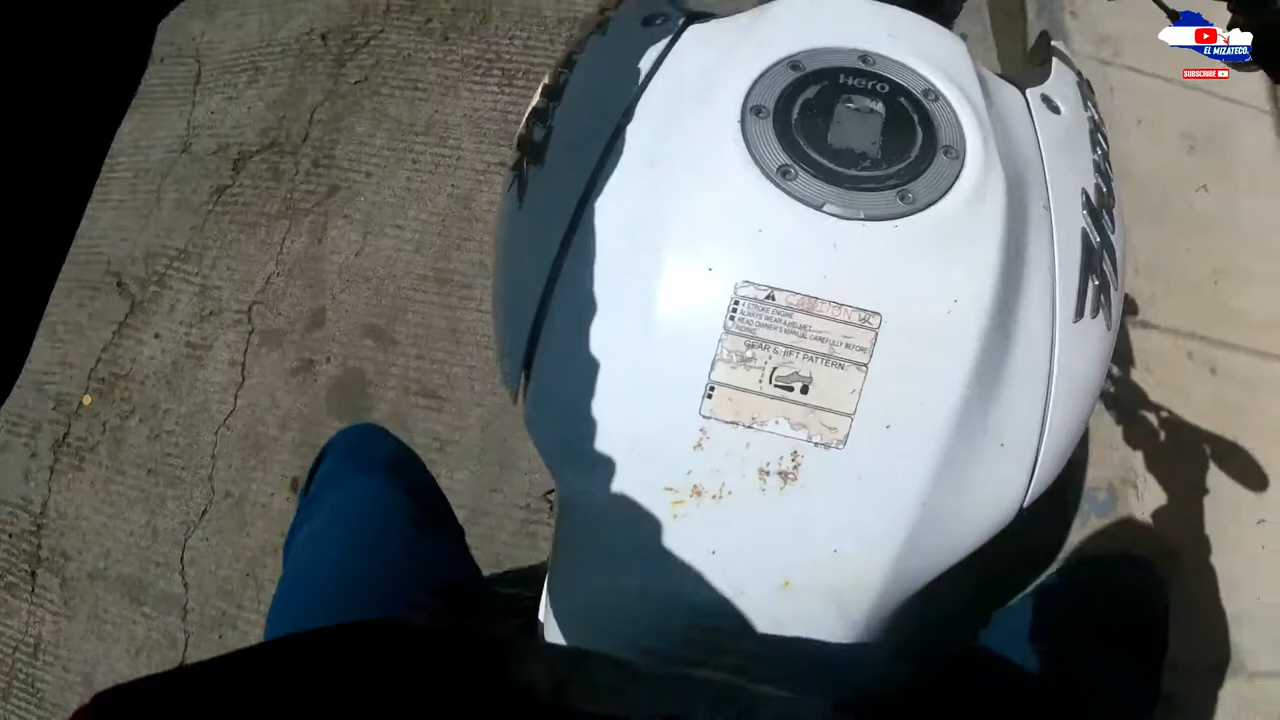 EL MIZATECO.
SUBSCRIBE
Hero
CAUTION
4 STROKE ENGINE
ALWAYS WEAR A HELMET
READ OWNER'S MANUAL CAREFULLY BEFORE
RIDING
GEAR SHIFT PATTERN